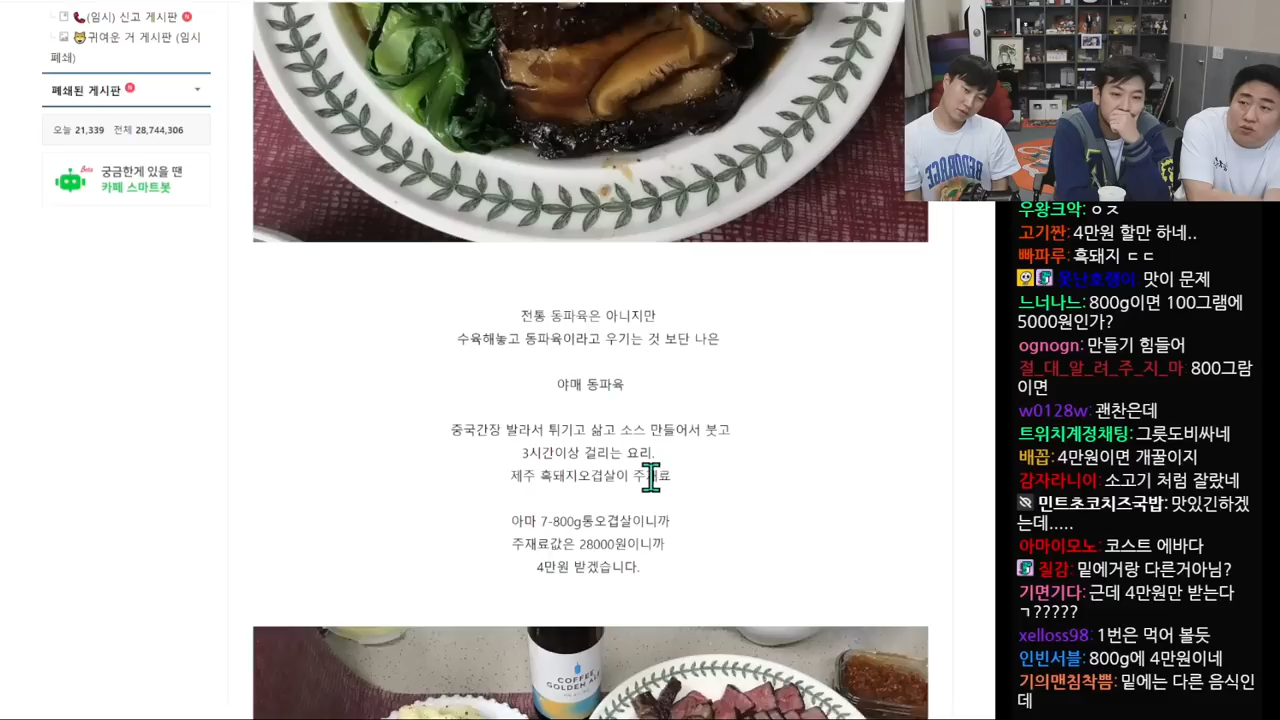 (임시) 신고 게시판 N
귀여운 거 게시판 (임시
폐쇄)
폐쇄된 게시판 N
오늘 21,339 전체 28,744,306
Beta
궁금한게 있을 땐
카페 스마트봇
전통 동파육은 아니지만
수육해놓고 동파육이라고 우기는 것 보단 나은
야매 동파육
중국간장 발라서 튀기고 삶고 소스 만들어서 붓고
3시간이상 걸리는 요리.
제주 흑돼지오겹살이 주재료
아마 7-800g통오겹살이니까
주재료값은 28000원이니까
4만원 받겠습니다.
COFFEE
GOLDEN ALE
우왕크악: ㅇㅈ
고기짠: 4만원 할만 하네..
빠파루: 흑돼지 ㄷㄷ
못난호랭이 맛이 문제
느너나느: 800g이면 100그램에
5000원인가?
ognogn: 만들기 힘들어
절_대_알_려_주_지_마: 800그람
이면
w0128w: 괜찬은데
트위치계정채팅: 그릇도비싸네
배꼽: 4만원이면 개꿀이지
감자라니이: 소고기 처럼 잘랐네
민트초코치즈국밥: 맛있긴하겠
는데.....
아마이모노: 코스트 에바다
질감: 밑에거랑 다른거아님?
기면기다: 근데 4만원만 받는다
ㄱ?????
xelloss98: 1번은 먹어 볼듯
인빈서블: 800g에 4만원이네
기의맨침착쁨: 밑에는 다른 음식인
데